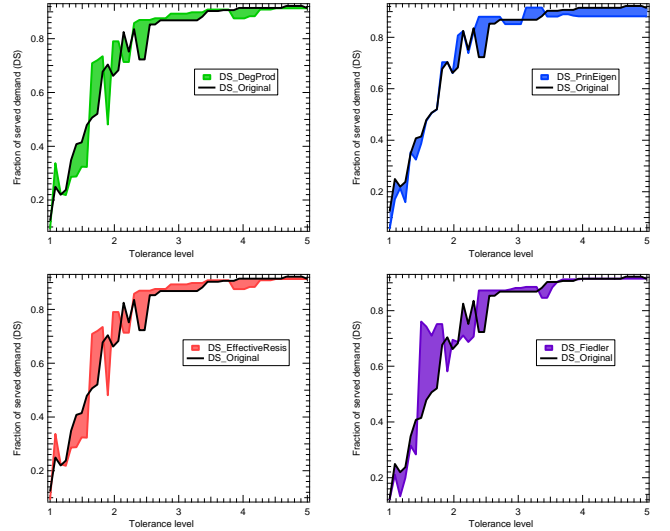 Fraction of served demand (DS)
0.8
0.6
0.4
0.2
DS_DegProd
DS_Original
1
2
3
4
5
Tolerance level
Fraction of served demand (DS)
0.8
0.6
0.4
0.2
DS_PrinEigen
DS_Original
1
2
3
4
5
Tolerance level
Fraction of served demand (DS)
0.8
0.6
0.4
0.2
DS_EffectiveResis
DS_Original
1
2
3
4
5
Tolerance level
Fraction of served demand (DS)
0.8
0.6
0.4
0.2
DS_Fiedler
DS_Original
1
2
3
4
5
Tolerance level